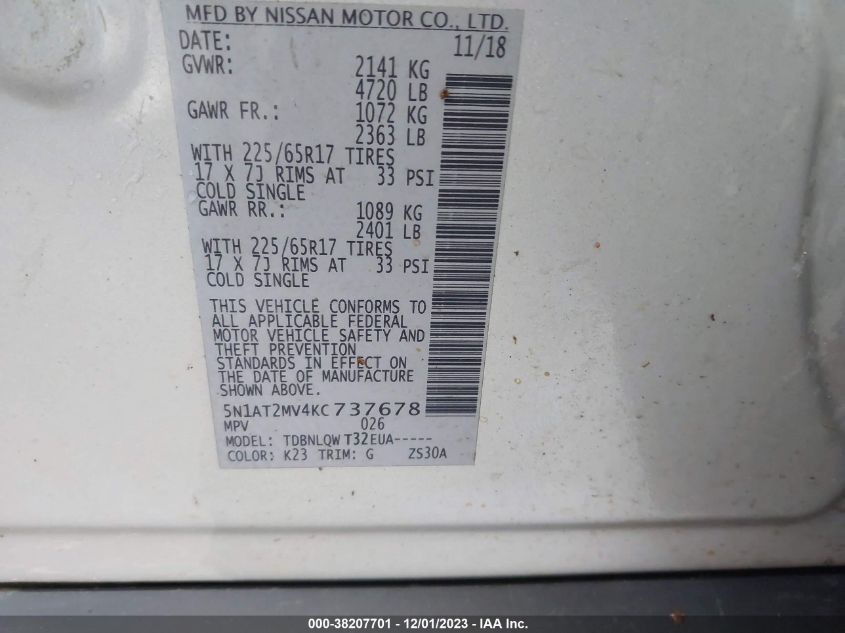 MFD BY NISSAN MOTOR CO., LTD.
DATE: 11/18
GVWR: 2141 KG
4720 LB
GAWR FR.: 1072 KG
2363 LB
WITH 225/65R17 TIRES
17 X 7J RIMS AT 33 PSI
COLD SINGLE
GAWR RR.: 1089 KG
2401 LB
WITH 225/65R17 TIRES
17 X 7J RIMS AT 33 PSI
COLD SINGLE
THIS VEHICLE CONFORMS TO
ALL APPLICABLE FEDERAL
MOTOR VEHICLE SAFETY AND
THEFT PREVENTION
STANDARDS IN EFFECT ON
THE DATE OF MANUFACTURE
SHOWN ABOVE.
5N1AT2MV4KC737678
MPV 026
MODEL: TDBNLQW T32EUA-----
COLOR: K23 TRIM: G ZS30A
000-38207701 - 12/01/2023 - IAA Inc.